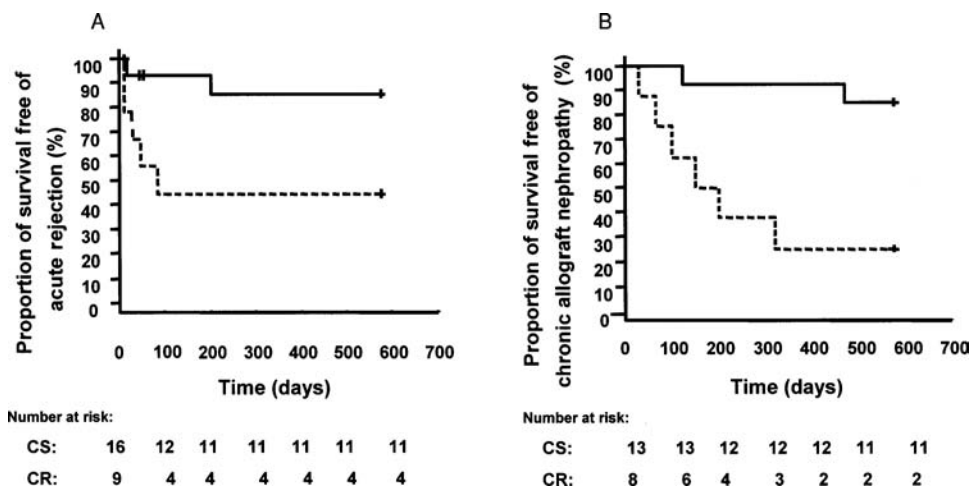 A
Proportion of survival free of
acute rejection (%)
100
90
80
70
60
50
40
30
20
10
0
0 100 200 300 400 500 600 700
Time (days)
Number at risk:
CS: 16 12 11 11 11 11 11
CR: 9 4 4 4 4 4 4
B
Proportion of survival free of
chronic allograft nephropathy (%)
100
90
80
70
60
50
40
30
20
10
0
0 100 200 300 400 500 600 700
Time (days)
Number at risk:
CS: 13 13 12 12 12 11 11
CR: 8 6 4 3 2 2 2